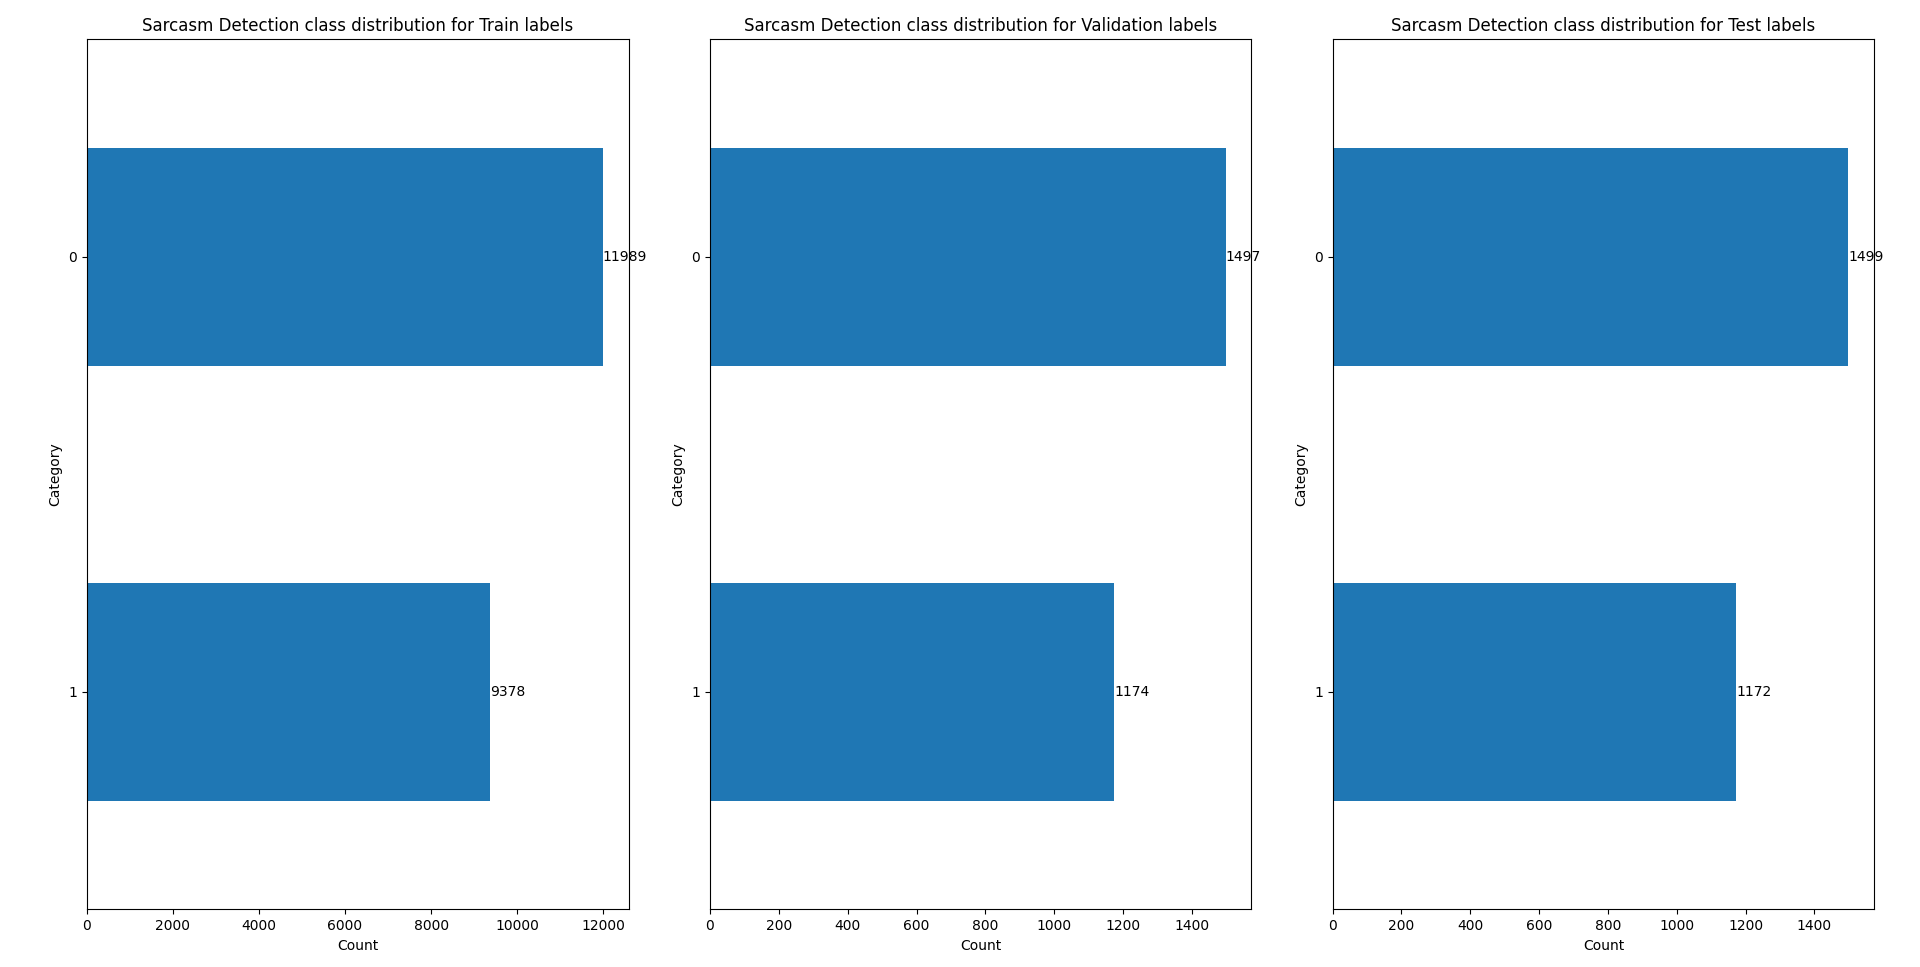 Sarcasm Detection class distribution for Train labels
0
11989
Category
1
9378
0 2000 4000 6000 8000 10000 12000
Count
Sarcasm Detection class distribution for Validation labels
0
1497
Category
1
1174
0 200 400 600 800 1000 1200 1400
Count
Sarcasm Detection class distribution for Test labels
0
1499
Category
1
1172
0 200 400 600 800 1000 1200 1400
Count